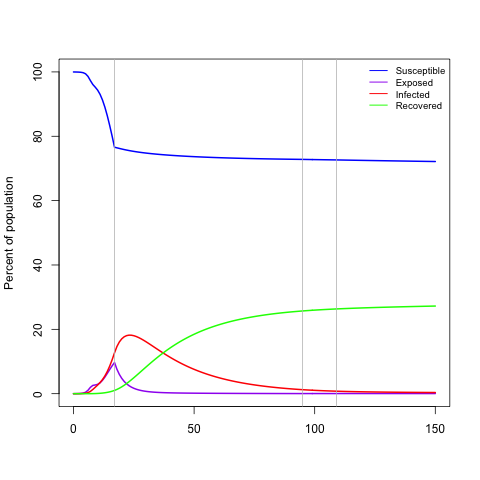 Susceptible
Exposed
Infected
Recovered
Percent of population
100
80
60
40
20
0
0 50 100 150